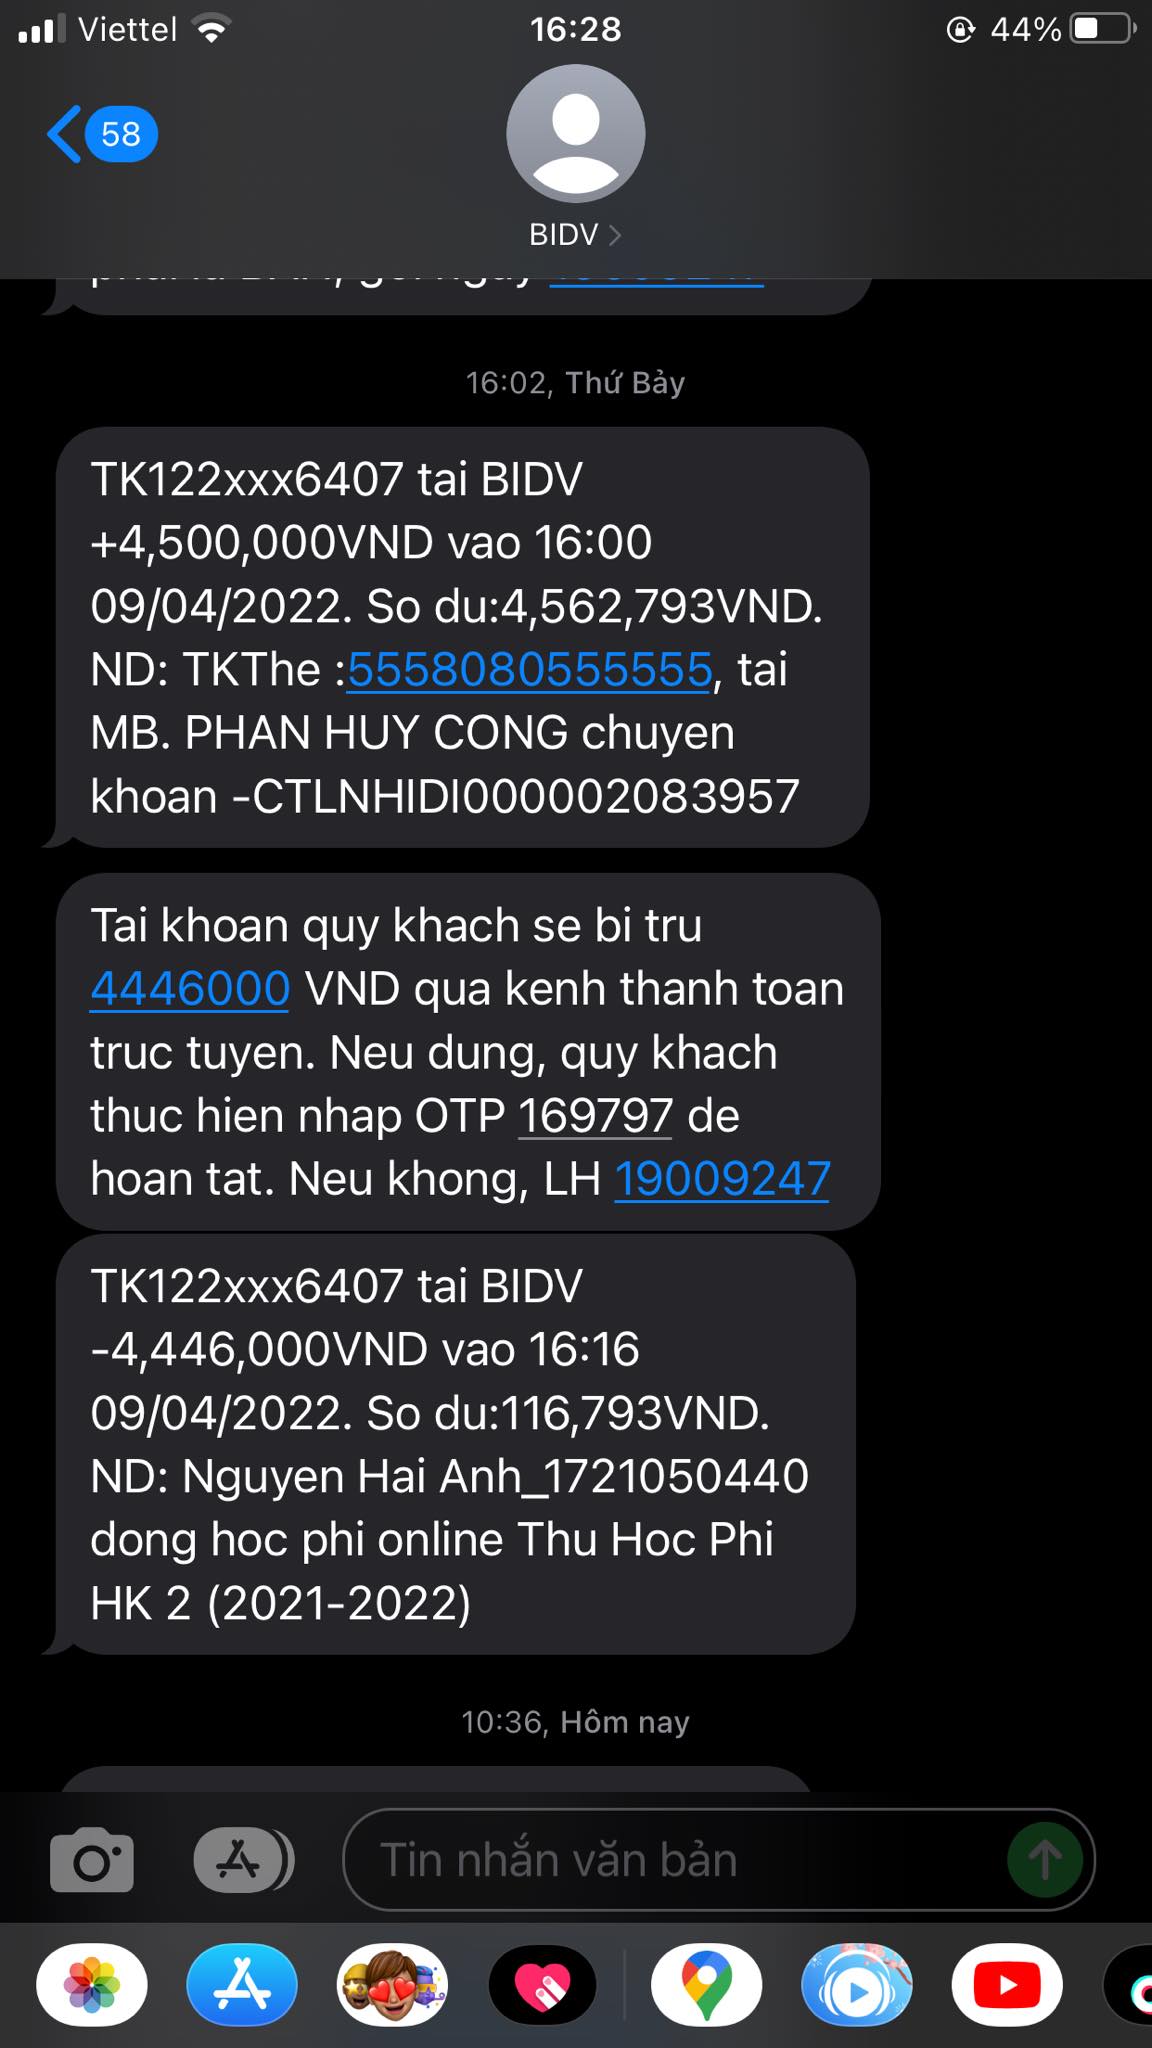 Viettel
16:28
44%
58
BIDV
16:02, Thứ Bảy
TK122xxx6407 tai BIDV
+4,500,000VND vao 16:00
09/04/2022. So du:4,562,793VND.
ND: TKThe :5558080555555, tai
MB. PHAN HUY CONG chuyen
khoan -CTLNHIDI000002083957
Tai khoan quy khach se bi tru
4446000 VND qua kenh thanh toan
truc tuyen. Neu dung, quy khach
thuc hien nhap OTP 169797 de
hoan tat. Neu khong, LH 19009247
TK122xxx6407 tai BIDV
-4,446,000VND vao 16:16
09/04/2022. So du:116,793VND.
ND: Nguyen Hai Anh_1721050440
dong hoc phi online Thu Hoc Phi
HK 2 (2021-2022)
10:36, Hôm nay
Tin nhắn văn bản